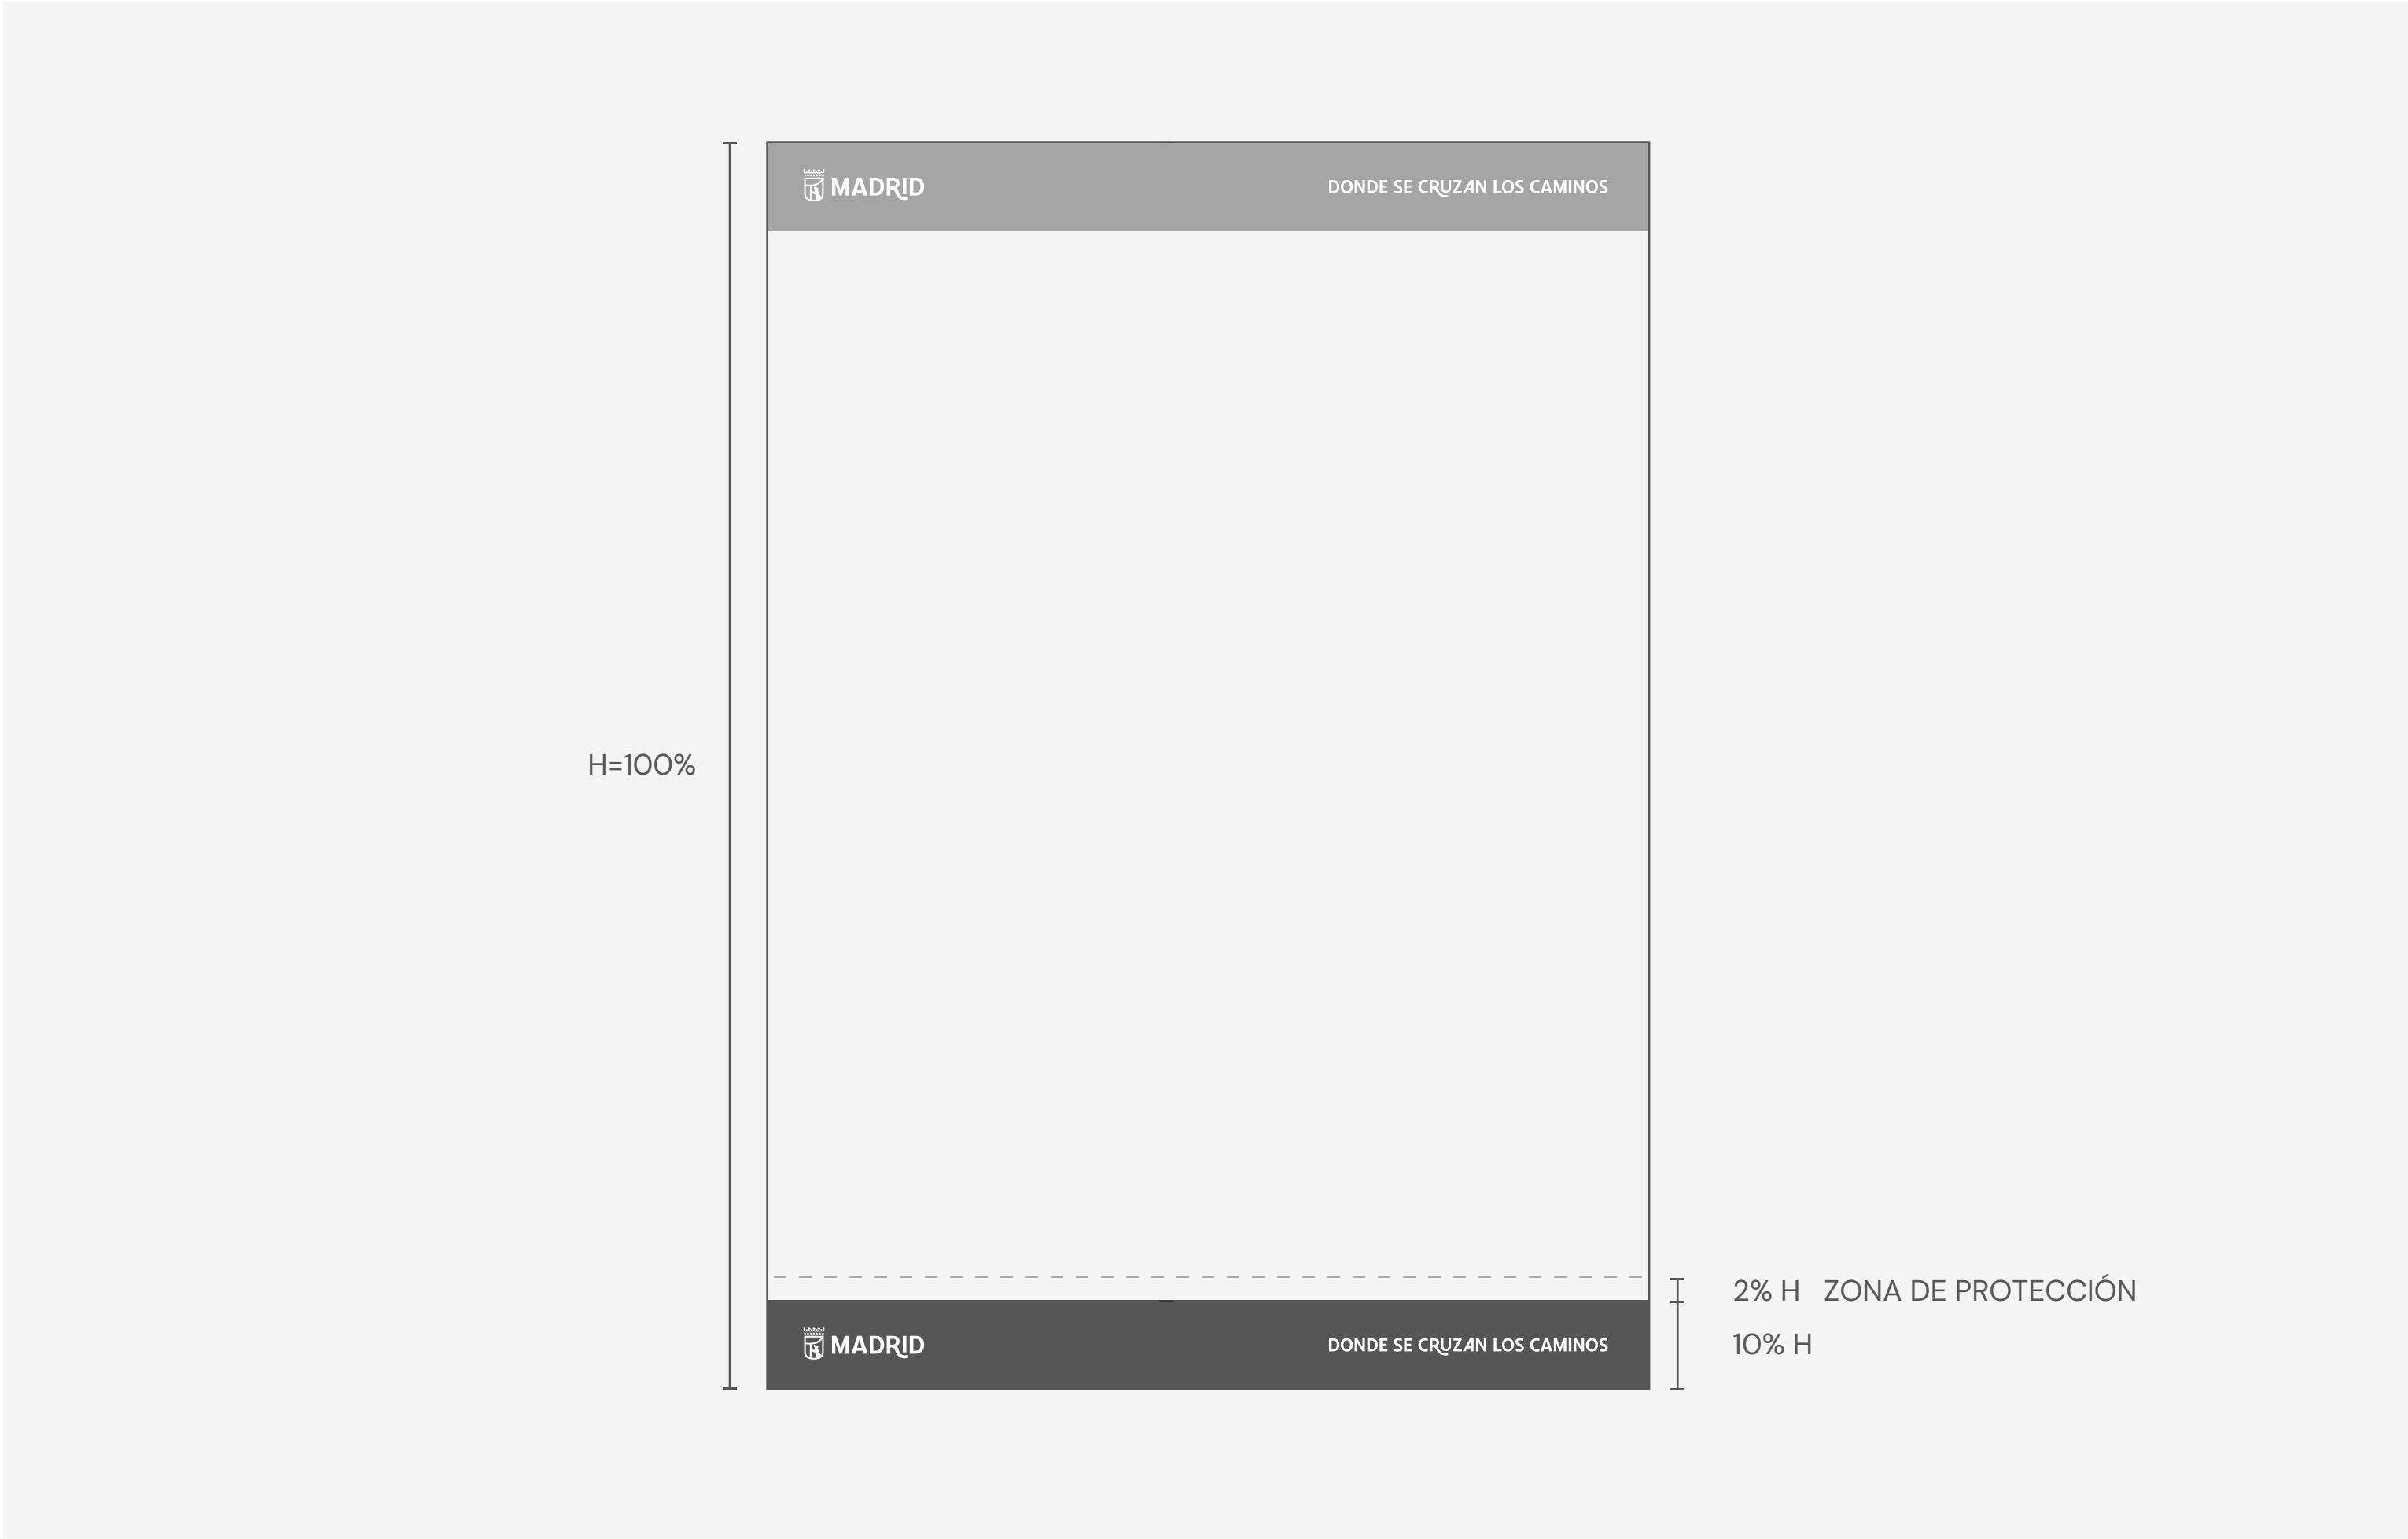 MADRID DONDE SE CRUZAN LOS CAMINOS
H=100%
2% H ZONA DE PROTECCIÓN
MADRID DONDE SE CRUZAN LOS CAMINOS
10% H